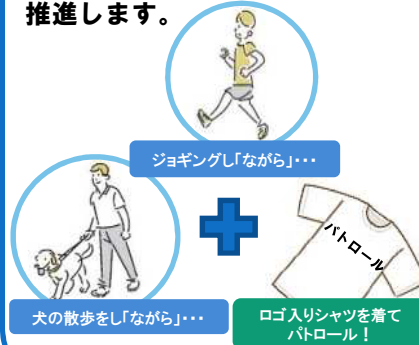 推進します。
ジョギングし「ながら」･･･
パトロール
犬の散歩をし「ながら」･･･
ロゴ入りシャツを着て
パトロール！